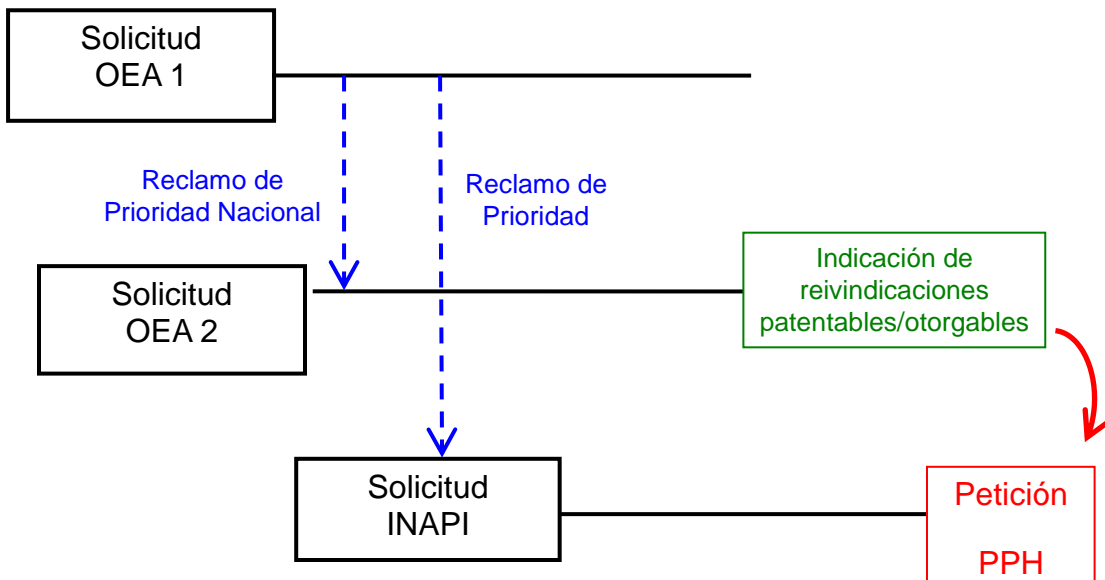 Solicitud
OEA 1
Reclamo de
Prioridad Nacional
Reclamo de
Prioridad
Solicitud
OEA 2
Indicación de
reivindicaciones
patentables/otorgables
Solicitud
INAPI
Petición
PPH